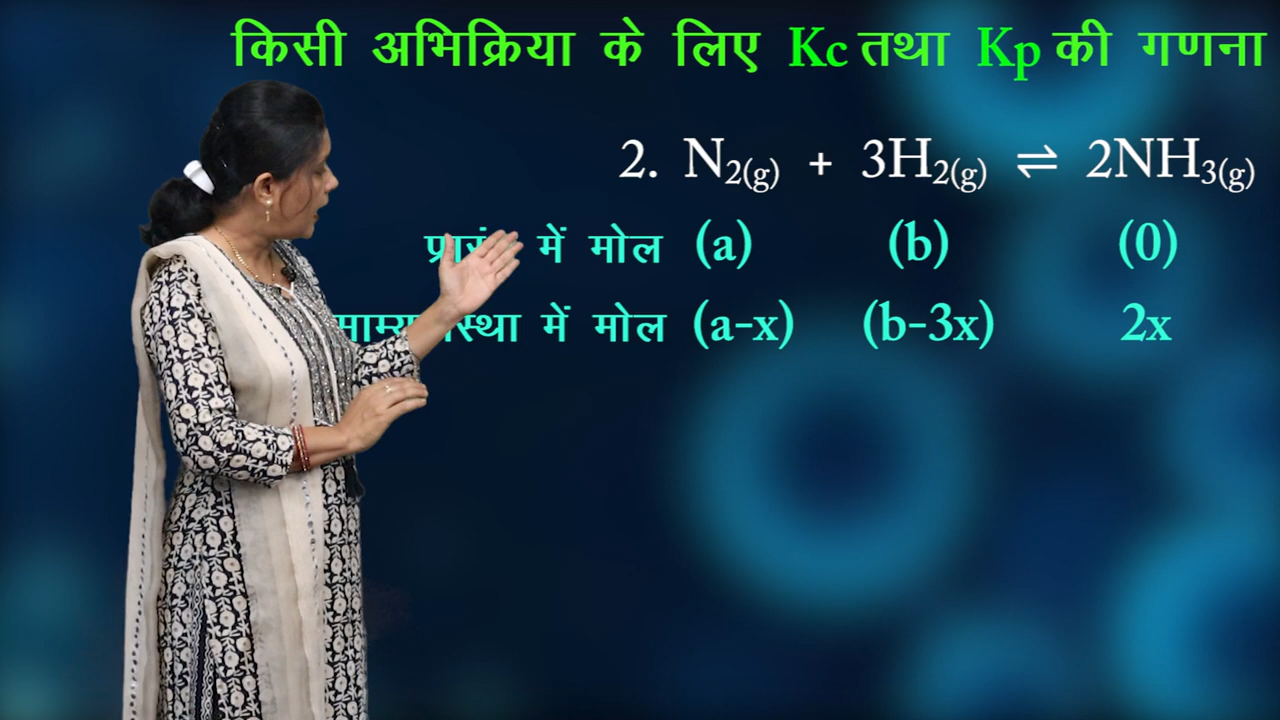 किसी अभिक्रिया के लिए Kc तथा Kp की गणना
2. N₂(g) + 3H₂(g) ⇌ 2NH₃(g)
में मोल (a) (b) (0)
में मोल (a-x) (b-3x) 2x